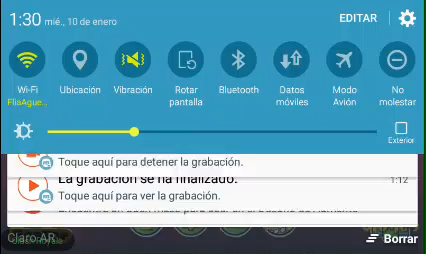 1:30 mié., 10 de enero
EDITAR
Wi-Fi
FliaAgue...
Ubicación
Vibración
Rotar
pantalla
Bluetooth
Datos
móviles
Modo
Avión
No
molestar
Exterior
Toque aquí para detener la grabación.
La grabación se ha finalizado.
1:12
Toque aquí para ver la grabación.
Claro AR
Borrar